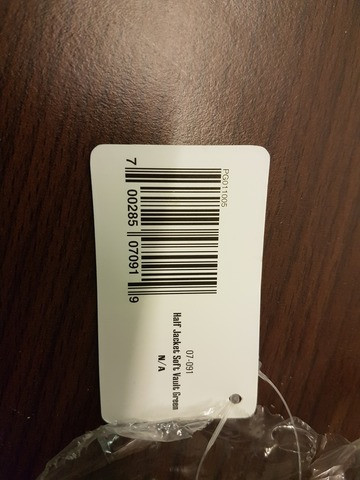 PG011005
7 00285 07091 9
07-091
Half Jacket Soft Vault Green
N/A